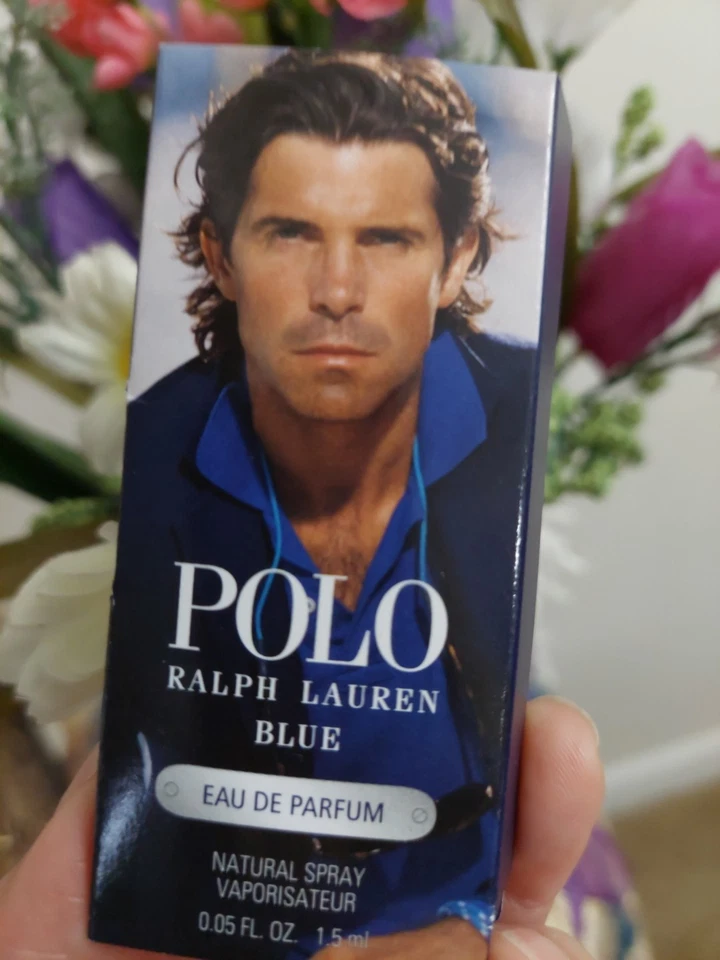 POLO
RALPH LAUREN
BLUE
EAU DE PARFUM
NATURAL SPRAY
VAPORISATEUR
0.05 FL. OZ. 1.5 ml